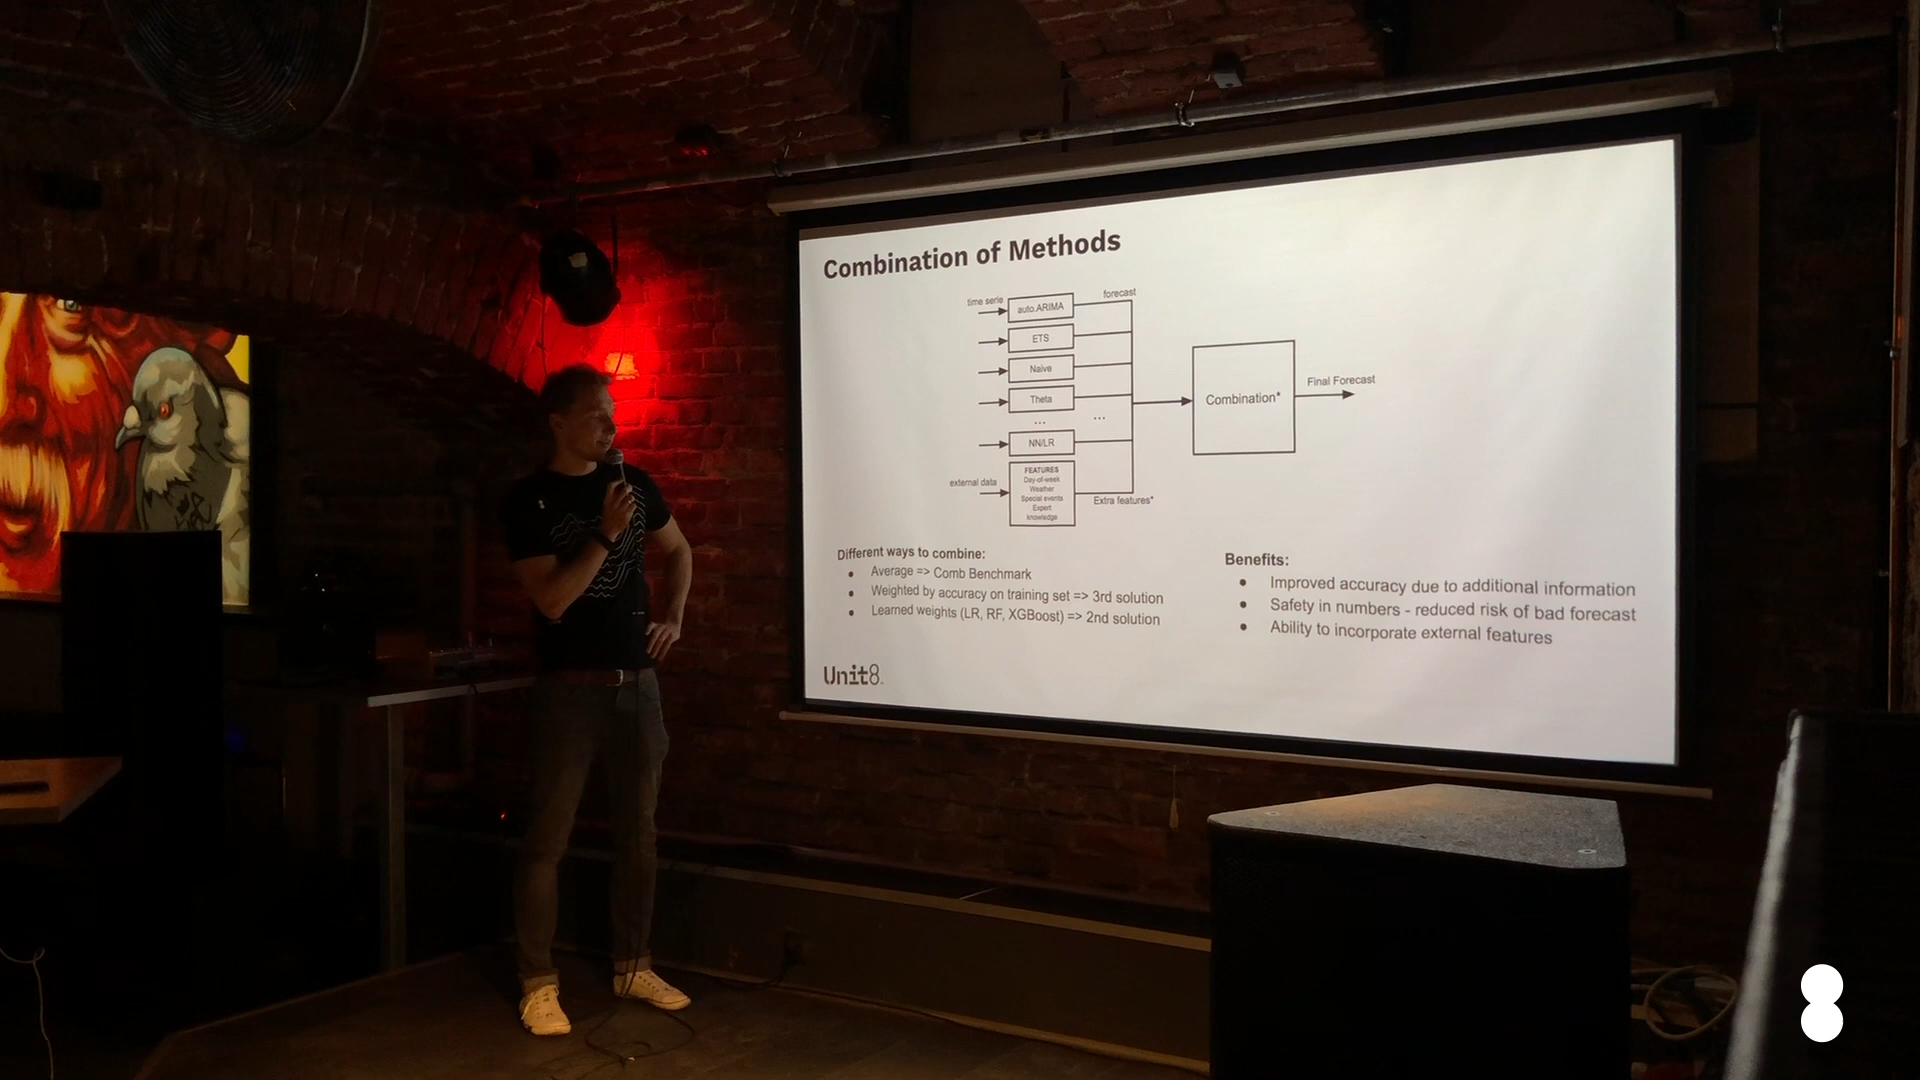 Combination of Methods
time serie
forecast
auto.ARIMA
ETS
Naive
Theta
...
...
NN/LR
Combination*
Final Forecast
external data
FEATURES
Day-of-week
Weather
Special events
Expert
knowledge
Extra features*
Different ways to combine:
● Average => Comb Benchmark
● Weighted by accuracy on training set => 3rd solution
● Learned weights (LR, RF, XGBoost) => 2nd solution
Benefits:
● Improved accuracy due to additional information
● Safety in numbers - reduced risk of bad forecast
● Ability to incorporate external features
Unit8